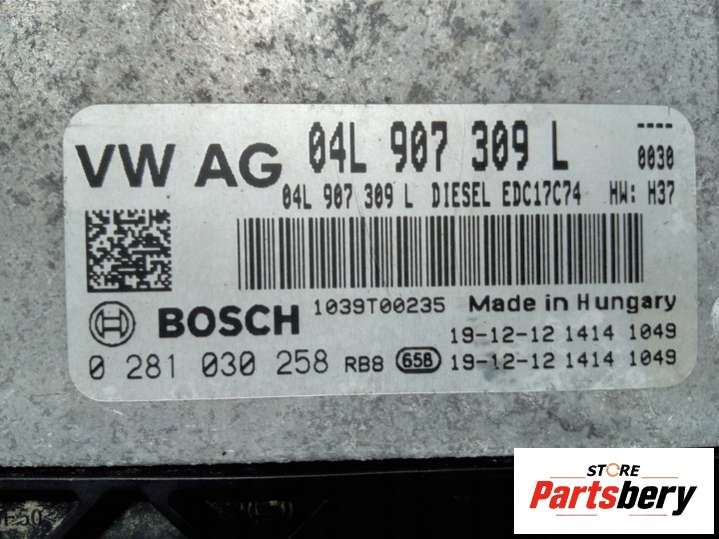 VW AG 04L 907 309 L ----
0030
04L 907 309 L DIESEL EDC17C74 HW: H37
BOSCH 1039T00235 Made in Hungary
19-12-12 1414 1049
0 281 030 258 RB8 658 19-12-12 1414 1049
STORE
Partsbery